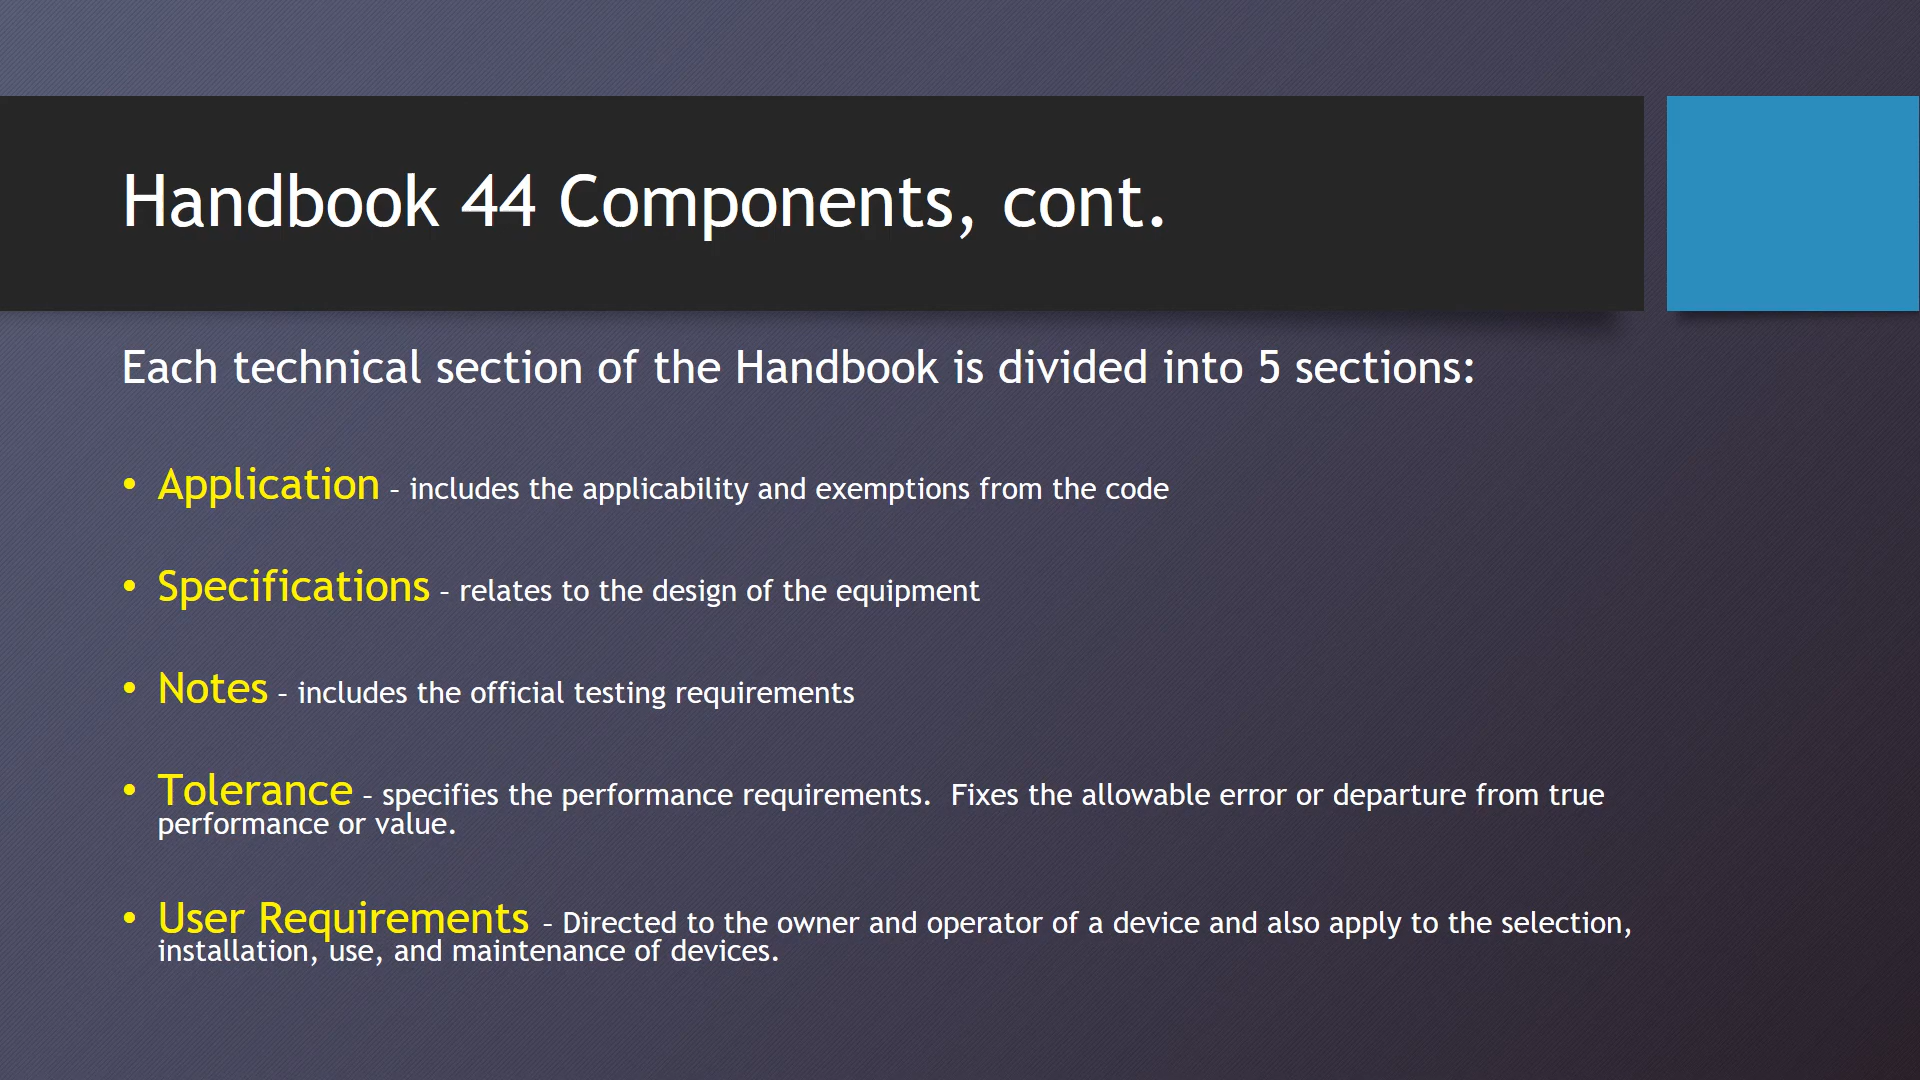 Handbook 44 Components, cont.
Each technical section of the Handbook is divided into 5 sections:
• Application – includes the applicability and exemptions from the code
• Specifications – relates to the design of the equipment
• Notes – includes the official testing requirements
• Tolerance – specifies the performance requirements.  Fixes the allowable error or departure from true
performance or value.
• User Requirements – Directed to the owner and operator of a device and also apply to the selection,
installation, use, and maintenance of devices.